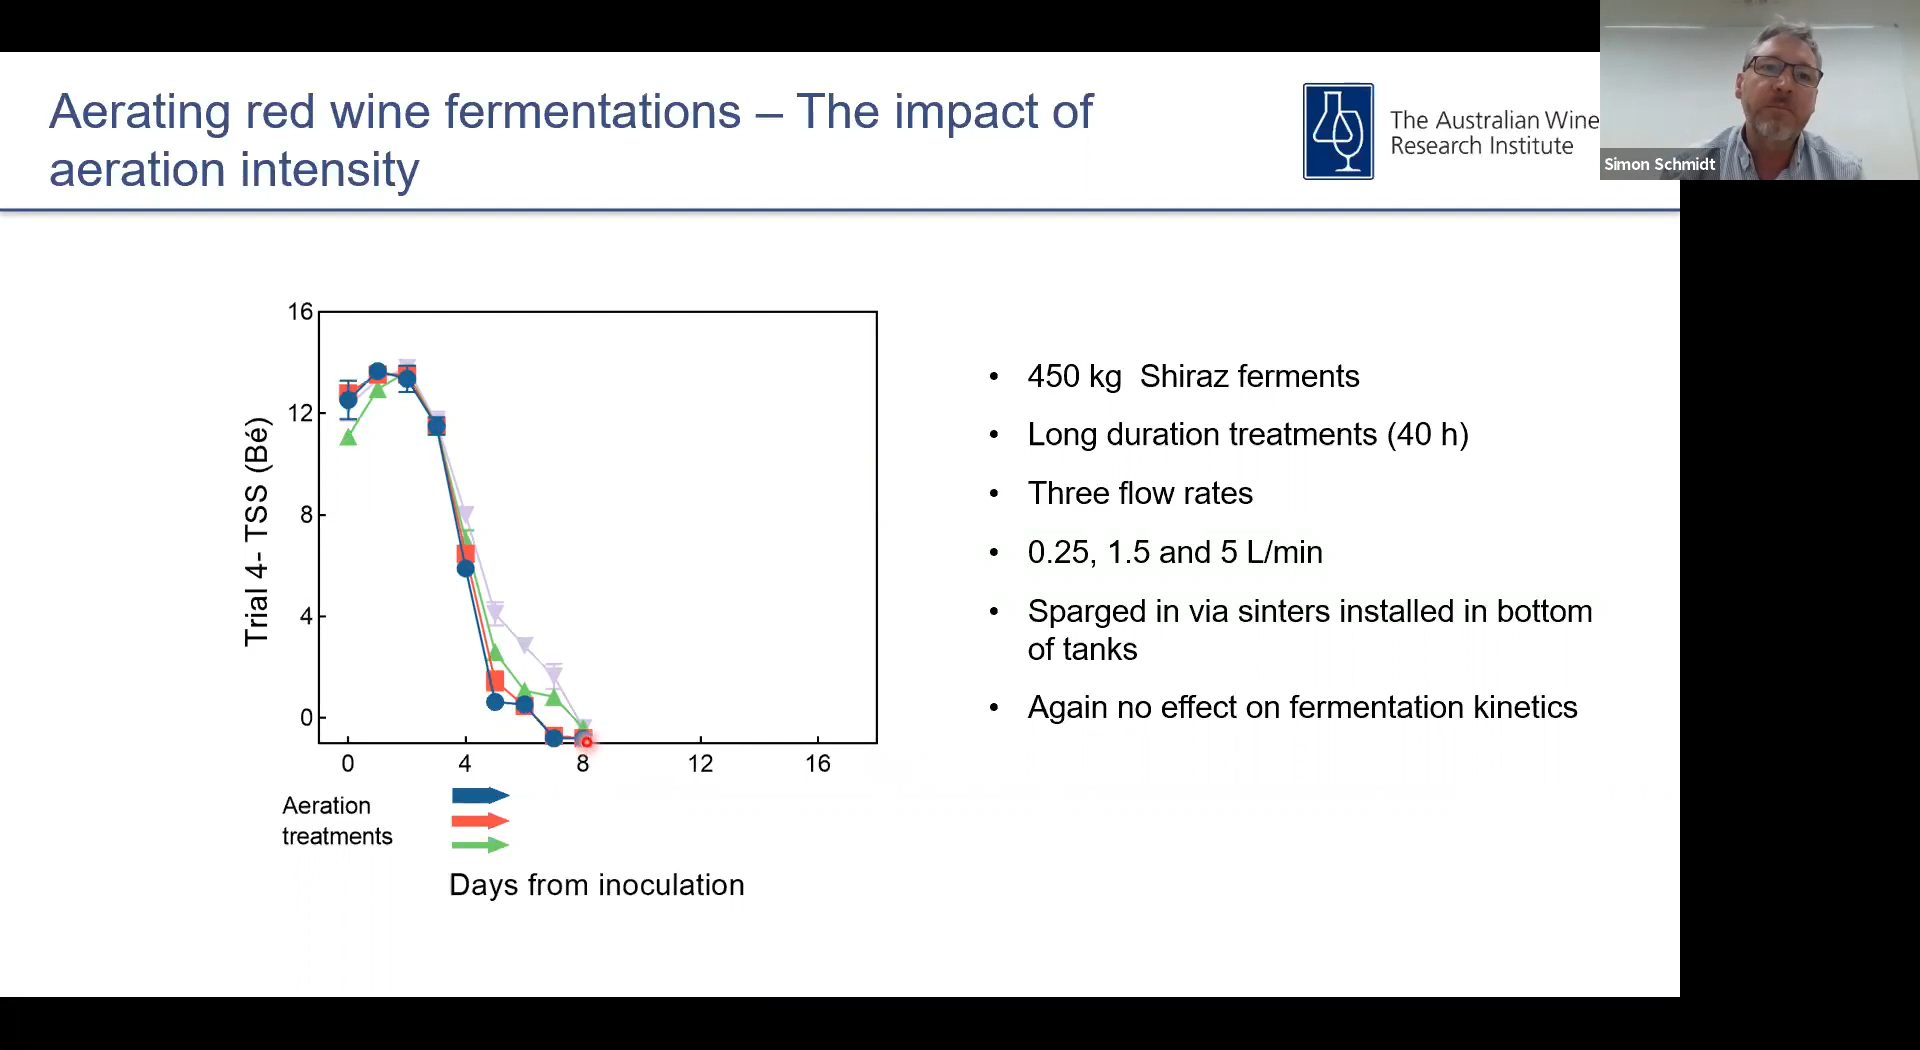 Aerating red wine fermentations – The impact of
aeration intensity
The Australian Wine
Research Institute
Simon Schmidt
16
12
8
4
0
Trial 4- TSS (Bé)
0 4 8 12 16
Aeration
treatments
Days from inoculation
• 450 kg Shiraz ferments
• Long duration treatments (40 h)
• Three flow rates
• 0.25, 1.5 and 5 L/min
• Sparged in via sinters installed in bottom
of tanks
• Again no effect on fermentation kinetics